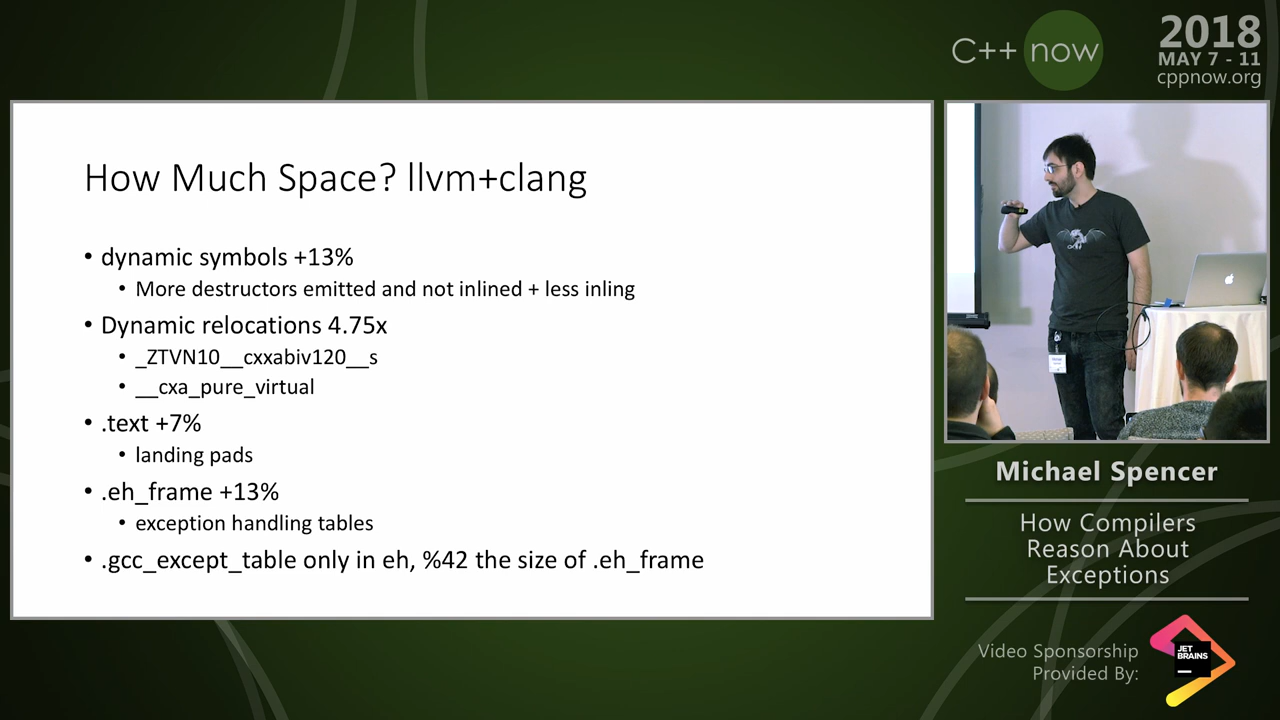 C++ now
2018
MAY 7 - 11
cppnow.org
How Much Space? llvm+clang
• dynamic symbols +13%
• More destructors emitted and not inlined + less inling
• Dynamic relocations 4.75x
• _ZTVN10__cxxabiv120__s
• __cxa_pure_virtual
• .text +7%
• landing pads
• .eh_frame +13%
• exception handling tables
• .gcc_except_table only in eh, %42 the size of .eh_frame
Michael Spencer
How Compilers
Reason About
Exceptions
Video Sponsorship
Provided By:
JET
BRAINS